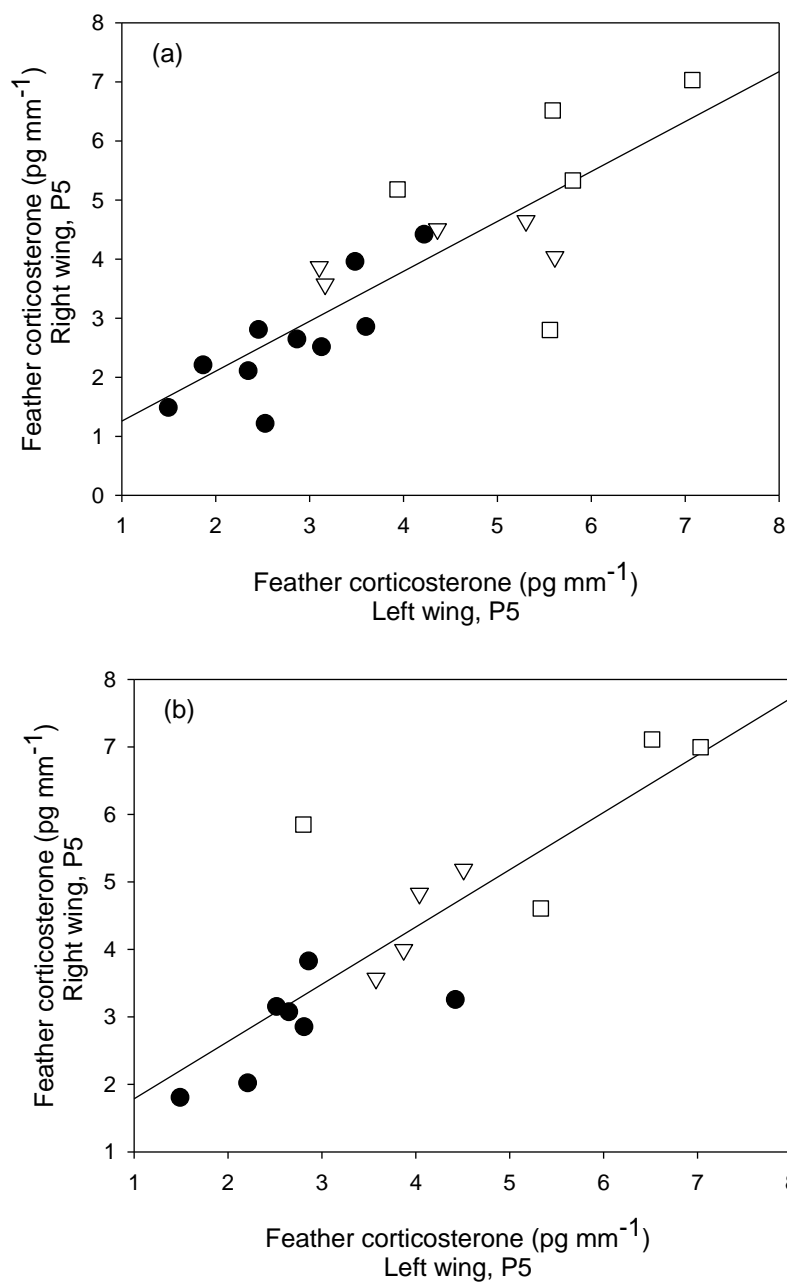 (a)
8
7
6
5
4
3
2
1
0
Feather corticosterone (pg mm⁻¹)
Right wing, P5
1 2 3 4 5 6 7 8
Feather corticosterone (pg mm⁻¹)
Left wing, P5
(b)
8
7
6
5
4
3
2
1
Feather corticosterone (pg mm⁻¹)
Right wing, P5
1 2 3 4 5 6 7 8
Feather corticosterone (pg mm⁻¹)
Left wing, P5